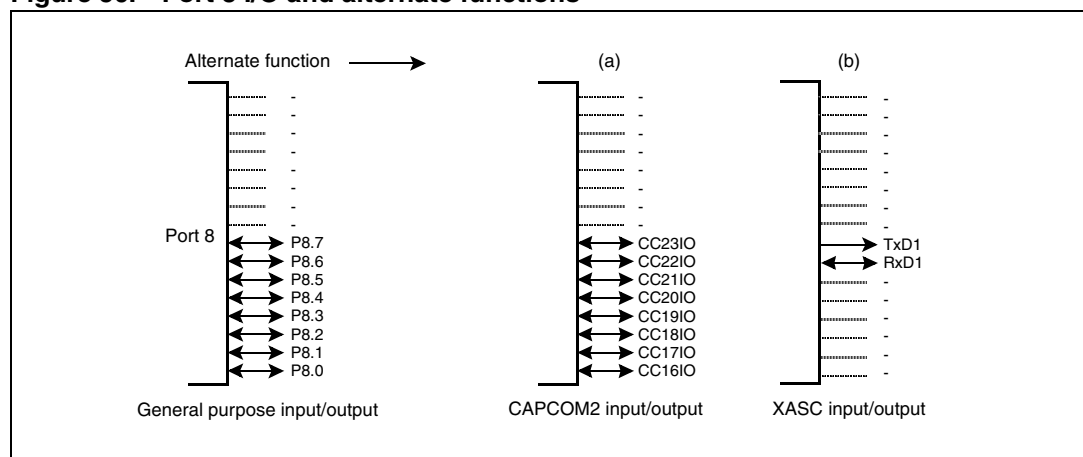 Figure Port 8 I/O and alternate functions
Alternate function (a) (b)
- - -
- - -
- - -
- - -
- - -
- - -
- - -
- - -
Port 8
P8.7 CC23IO TxD1
P8.6 CC22IO RxD1
P8.5 CC21IO -
P8.4 CC20IO -
P8.3 CC19IO -
P8.2 CC18IO -
P8.1 CC17IO -
P8.0 CC16IO -
General purpose input/output CAPCOM2 input/output XASC input/output